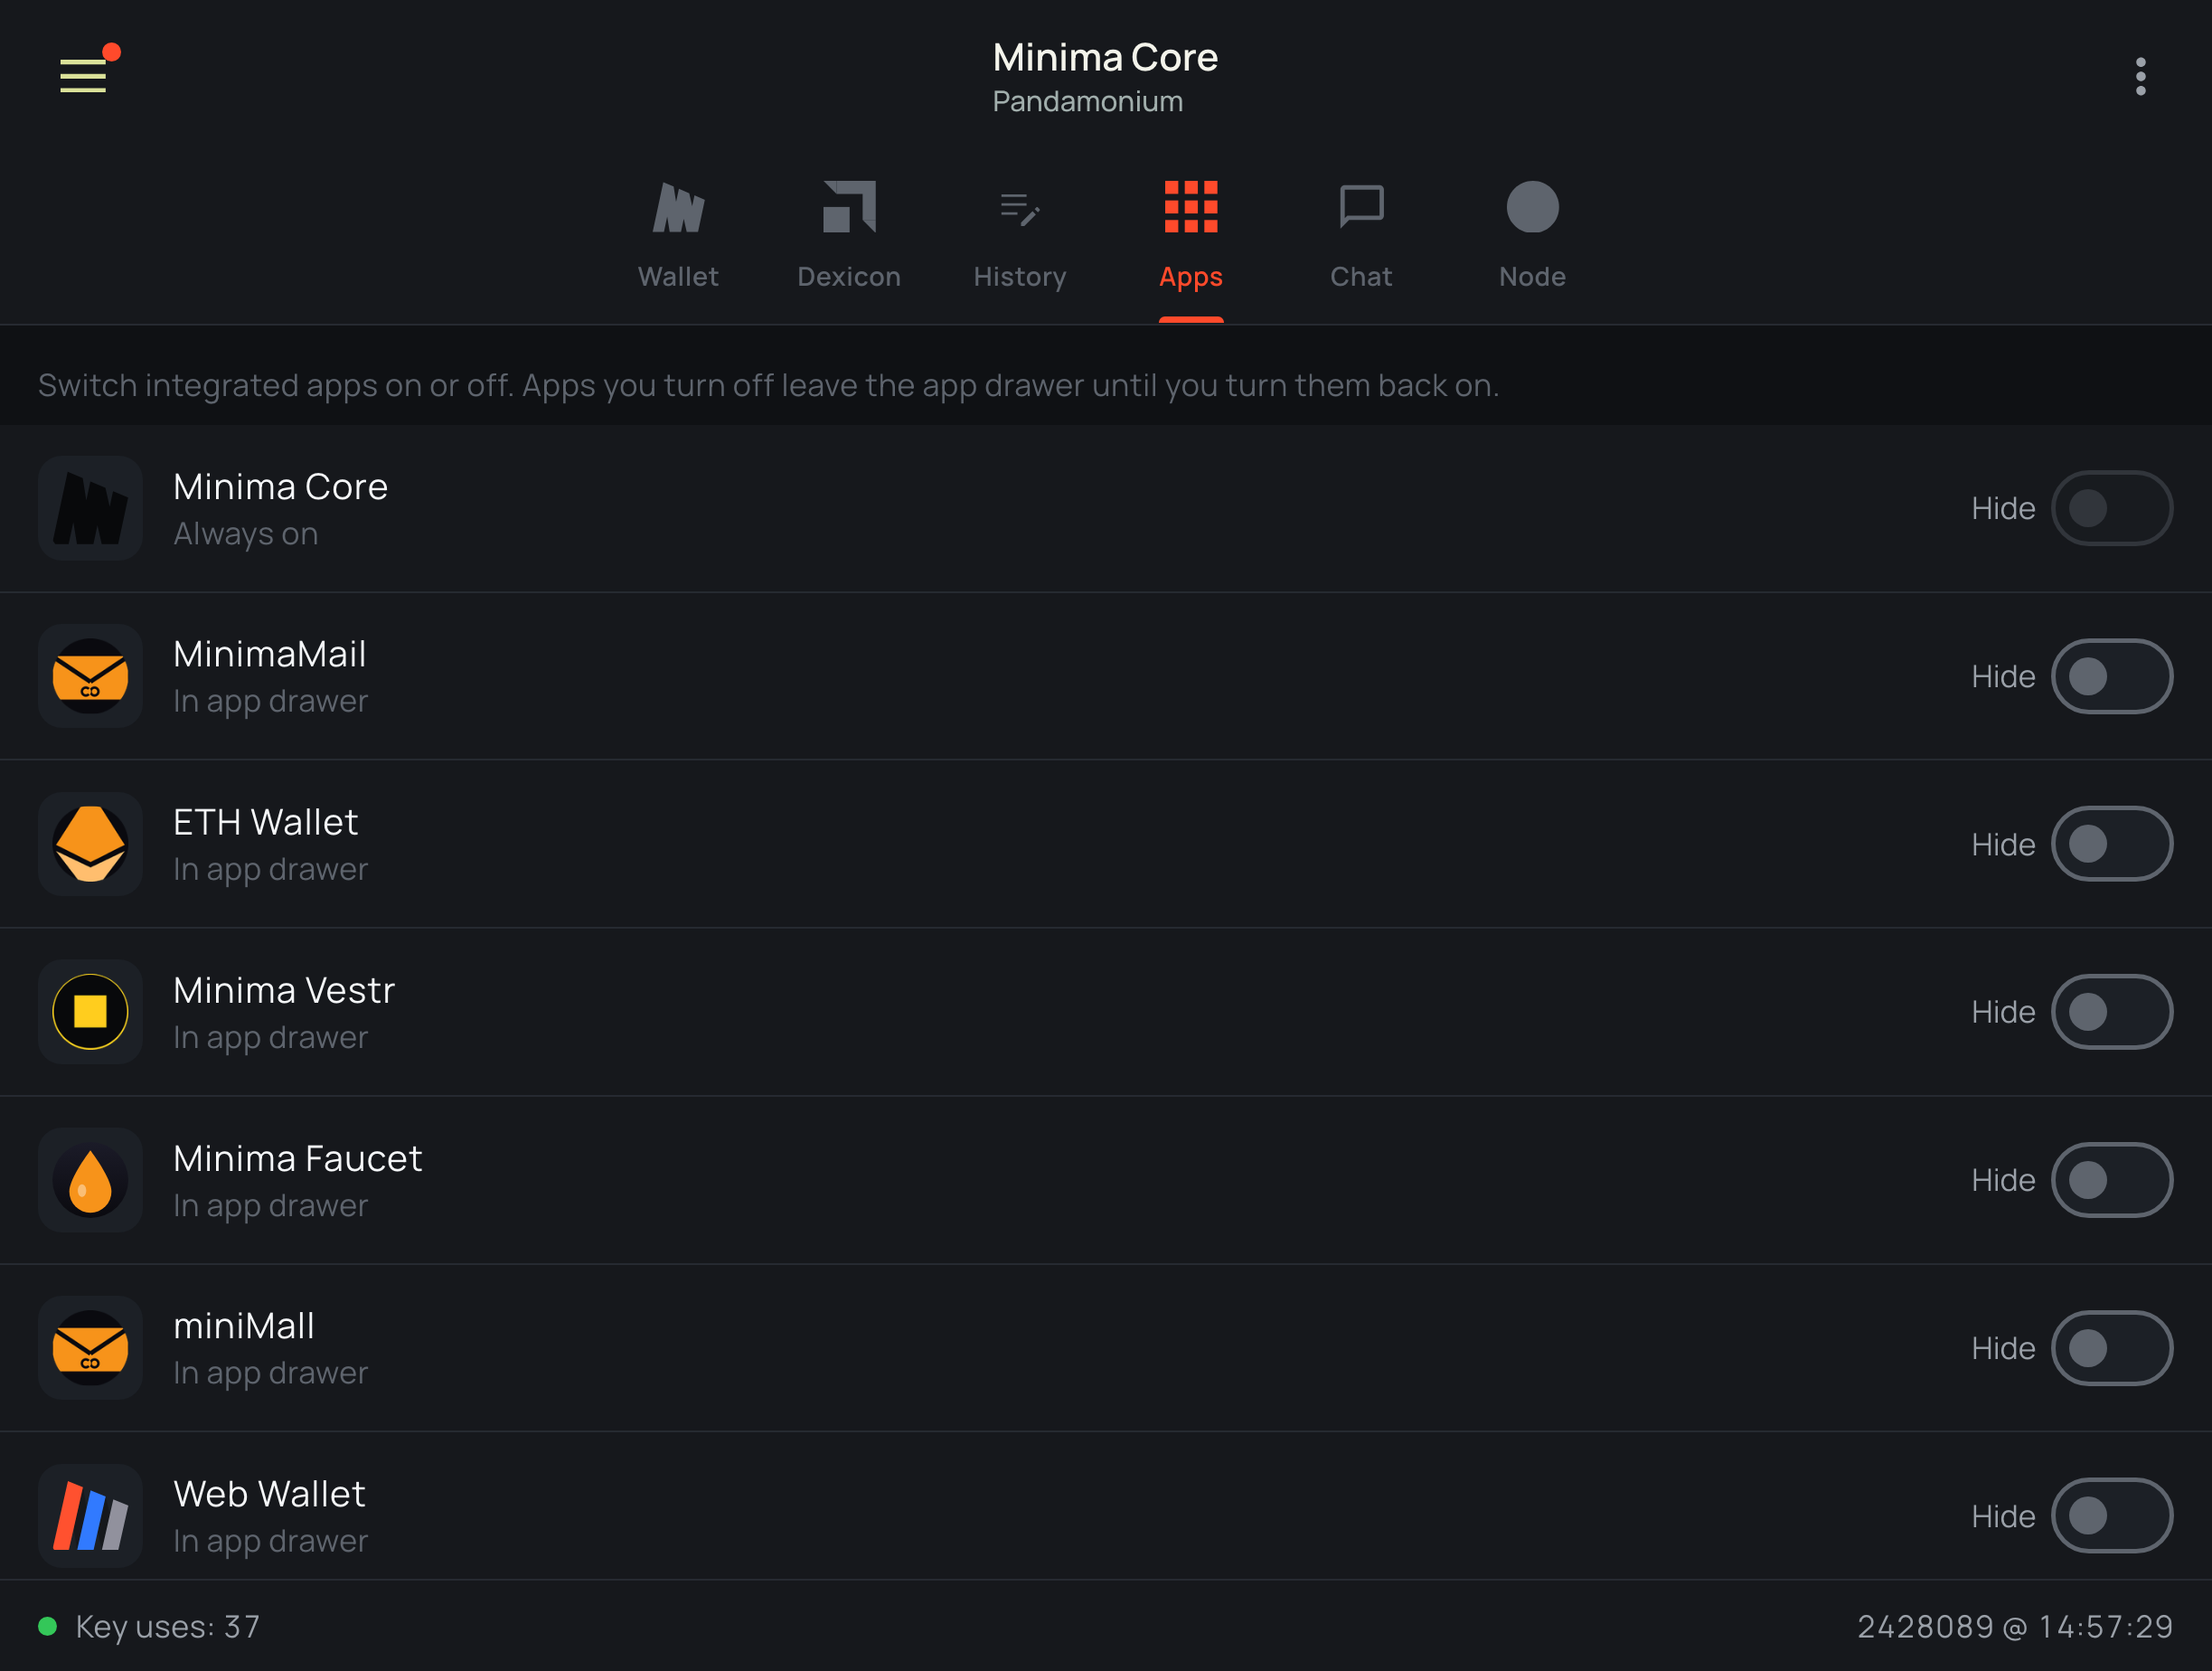 Minima Core
Pandamonium
Wallet
Dexicon
History
Apps
Chat
Node
Switch integrated apps on or off. Apps you turn off leave the app drawer until you turn them back on.
Minima Core
Always on
Hide
MinimaMail
In app drawer
Hide
ETH Wallet
In app drawer
Hide
Minima Vestr
In app drawer
Hide
Minima Faucet
In app drawer
Hide
miniMall
In app drawer
Hide
Web Wallet
In app drawer
Hide
Key uses: 37
2428089 @ 14:57:29